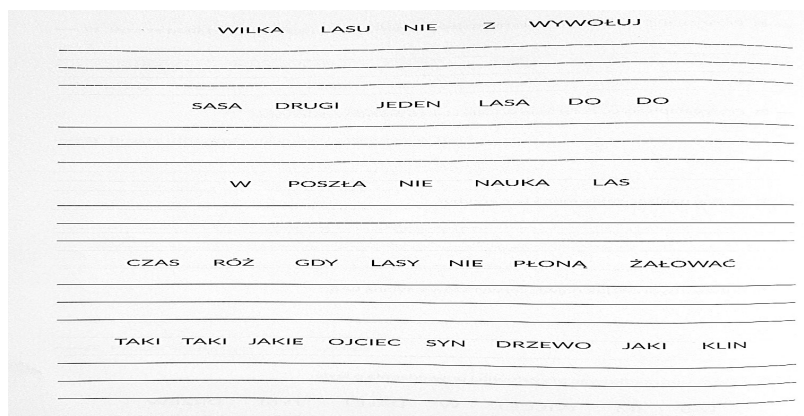 WILKA LASU NIE Z WYWOŁUJ
SASA DRUGI JEDEN LASA DO DO
W POSZŁA NIE NAUKA LAS
CZAS RÓŻ GDY LASY NIE PŁONĄ ŻAŁOWAĆ
TAKI TAKI JAKIE OJCIEC SYN DRZEWO JAKI KLIN